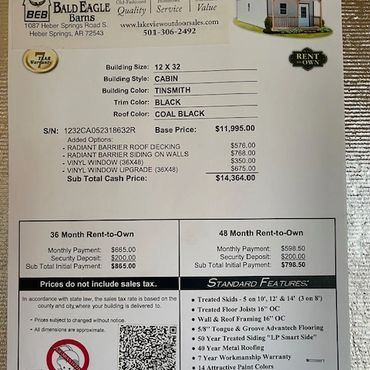 BEB
BALD EAGLE
Barns
1087 Heber Springs Road S.
Heber Springs, AR 72543
Old-Fashioned Hometown
Quality Service Value
www.lakeviewoutdoorsales.com
501-306-2492
7 YEAR Warranty
RENT TO OWN
Building Size: 12 X 32
Building Style: CABIN
Building Color: TINSMITH
Trim Color: BLACK
Roof Color: COAL BLACK
S/N: 1232CA052318632R Base Price: $11,995.00
Added Options:
- RADIANT BARRIER ROOF DECKING $576.00
- RADIANT BARRIER SIDING ON WALLS $768.00
- VINYL WINDOW (36X48) $350.00
- VINYL WINDOW UPGRADE (36X48) $675.00
Sub Total Cash Price: $14,364.00
36 Month Rent-to-Own
Monthly Payment: $665.00
Security Deposit: $200.00
Sub Total Initial Payment: $865.00
48 Month Rent-to-Own
Monthly Payment: $598.50
Security Deposit: $200.00
Sub Total Initial Payment: $798.50
Prices do not include sales tax.
In accordance with state law, the sales tax rate is based on the
county and city where your building is delivered to.
- Prices subject to changed without notice.
- All dimensions are approximate.
STANDARD FEATURES:
• Treated Skids - 5 on 10', 12' & 14' (3 on 8')
• Treated Floor Joists 16" OC
• Wall & Roof Framing 16" OC
• 5/8" Tongue & Groove Advantech Flooring
• 50 Year Treated Siding "LP Smart Side"
• 40 Year Metal Roofing
• 7 Year Workmanship Warranty
• 14 Attractive Paint Colors